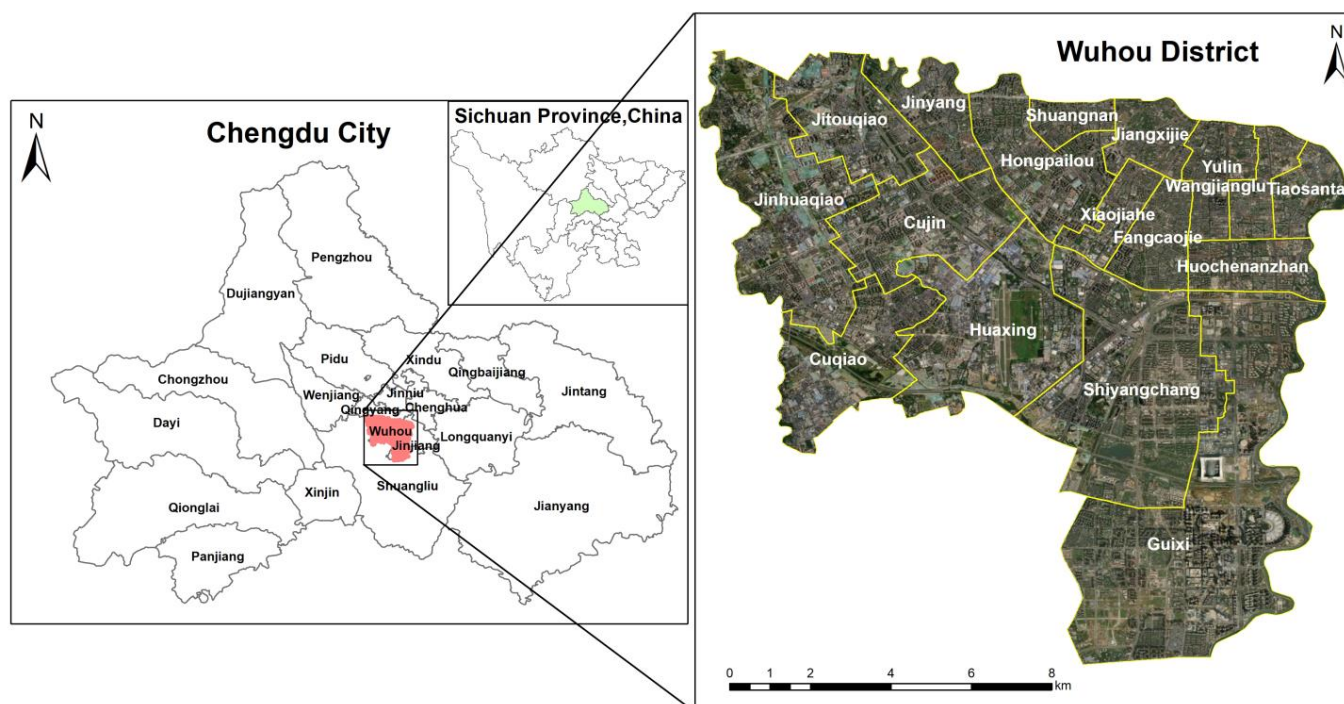 N
Chengdu City
Sichuan Province,China
Pengzhou
Dujiangyan
Pidu
Xindu
Qingbaijiang
Chongzhou
Wenjiang
Jinniu
Jintang
Qingyang
Chenghua
Dayi
Wuhou
Jinjiang
Longquanyi
Shuangliu
Xinjin
Qionglai
Jianyang
Panjiang
Wuhou District
N
Jinyang
Jitouqiao
Shuangnan
Jiangxijie
Hongpailou
Yulin
Wangjianglu
Tiaosanta
Jinhuaqiao
Xiaojiahe
Cujin
Fangcaojie
Huochenanzhan
Huaxing
Cuqiao
Shiyangchang
Guixi
0 1 2 4 6 8
km